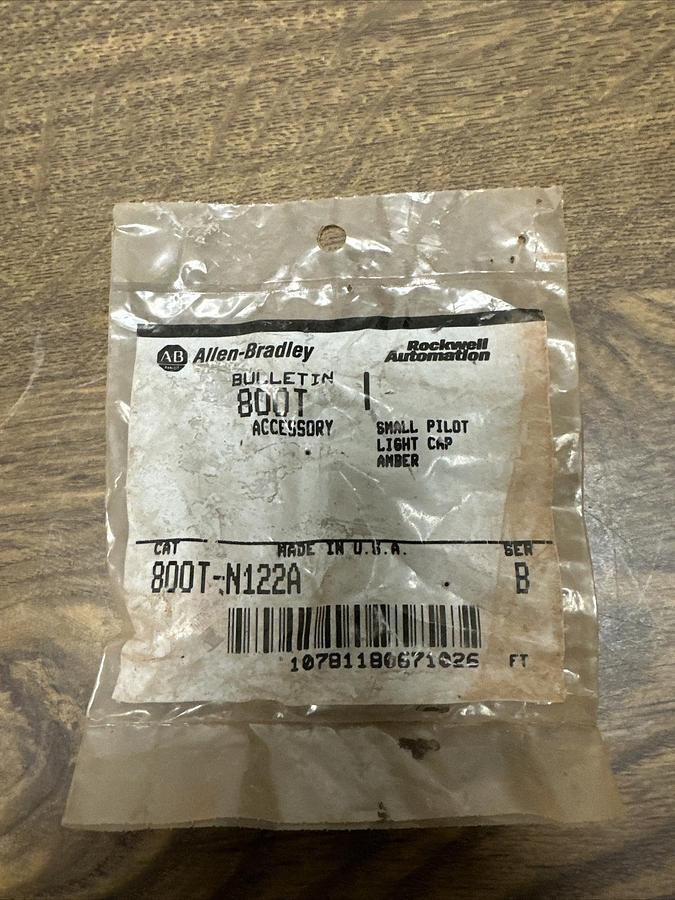 AB Allen-Bradley
Rockwell
Automation
BULLETIN
800T
ACCESSORY
SMALL PILOT
LIGHT CAP
AMBER
CAT MADE IN U.S.A. SER
800T-N122A B
10781180671026 FT